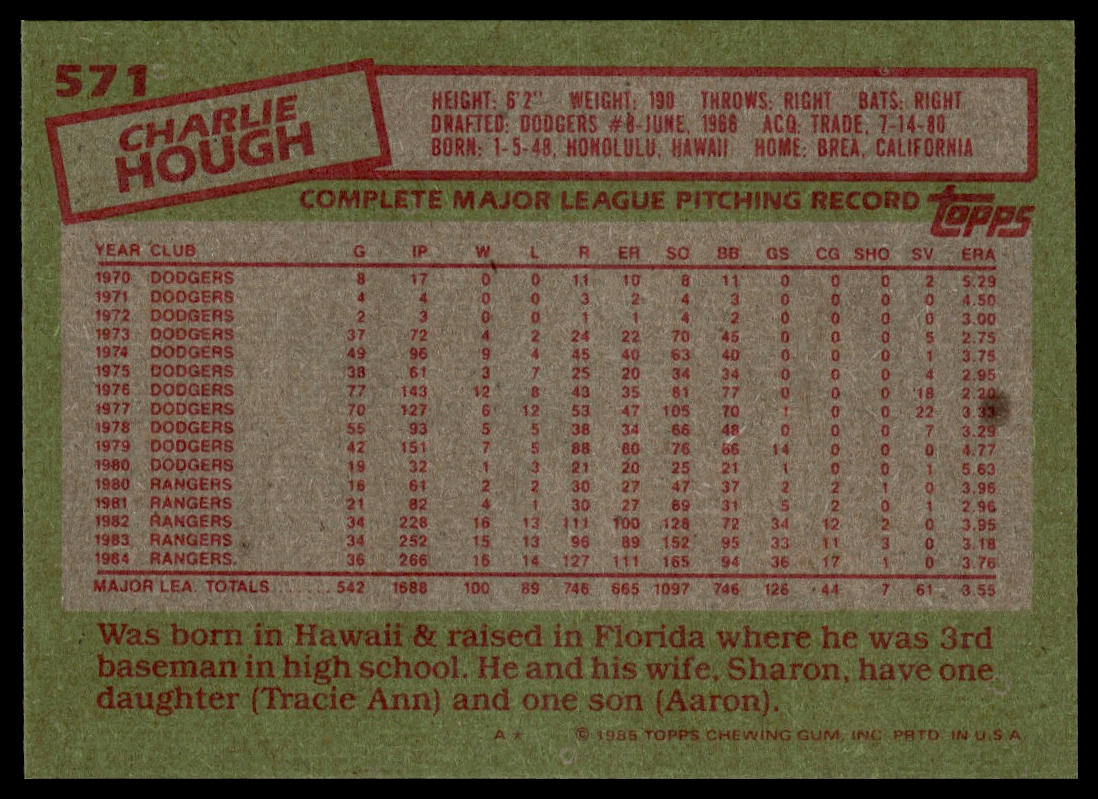 571
CHARLIE
HOUGH
HEIGHT: 6'2" WEIGHT: 190 THROWS: RIGHT BATS: RIGHT
DRAFTED: DODGERS #8-JUNE, 1966 ACQ: TRADE, 7-14-80
BORN: 1-5-48, HONOLULU, HAWAII HOME: BREA, CALIFORNIA
COMPLETE MAJOR LEAGUE PITCHING RECORD topps
YEAR CLUB G IP W L R ER SO BB GS CG SHO SV ERA
1970 DODGERS 8 17 0 0 11 10 8 11 0 0 0 2 5.29
1971 DODGERS 4 4 0 0 3 2 4 3 0 0 0 0 4.50
1972 DODGERS 2 3 0 0 1 1 4 2 0 0 0 0 3.00
1973 DODGERS 37 72 4 2 24 22 70 45 0 0 0 5 2.75
1974 DODGERS 49 96 9 4 45 40 63 40 0 0 0 1 3.75
1975 DODGERS 38 61 3 7 25 20 34 34 0 0 0 4 2.95
1976 DODGERS 77 143 12 8 43 35 81 77 0 0 0 18 2.20
1977 DODGERS 70 127 6 12 53 47 105 70 1 0 0 22 3.33
1978 DODGERS 55 93 5 5 38 34 66 48 0 0 0 7 3.29
1979 DODGERS 42 151 7 5 88 80 76 66 14 0 0 0 4.77
1980 DODGERS 19 32 1 3 21 20 25 21 1 0 0 1 5.63
1980 RANGERS 16 61 2 2 30 27 47 37 2 2 1 0 3.96
1981 RANGERS 21 82 4 1 30 27 69 31 5 2 0 1 2.96
1982 RANGERS 34 228 16 13 111 100 128 72 34 12 2 0 3.95
1983 RANGERS 34 252 15 13 96 89 152 95 33 11 3 0 3.18
1984 RANGERS. 36 266 16 14 127 111 165 94 36 17 1 0 3.76
MAJOR LEA. TOTALS........ 542 1688 100 89 746 665 1097 746 126 44 7 61 3.55
Was born in Hawaii & raised in Florida where he was 3rd
baseman in high school. He and his wife, Sharon, have one
daughter (Tracie Ann) and one son (Aaron).
A* © 1985 TOPPS CHEWING GUM, INC. PRTD. IN U.S.A.